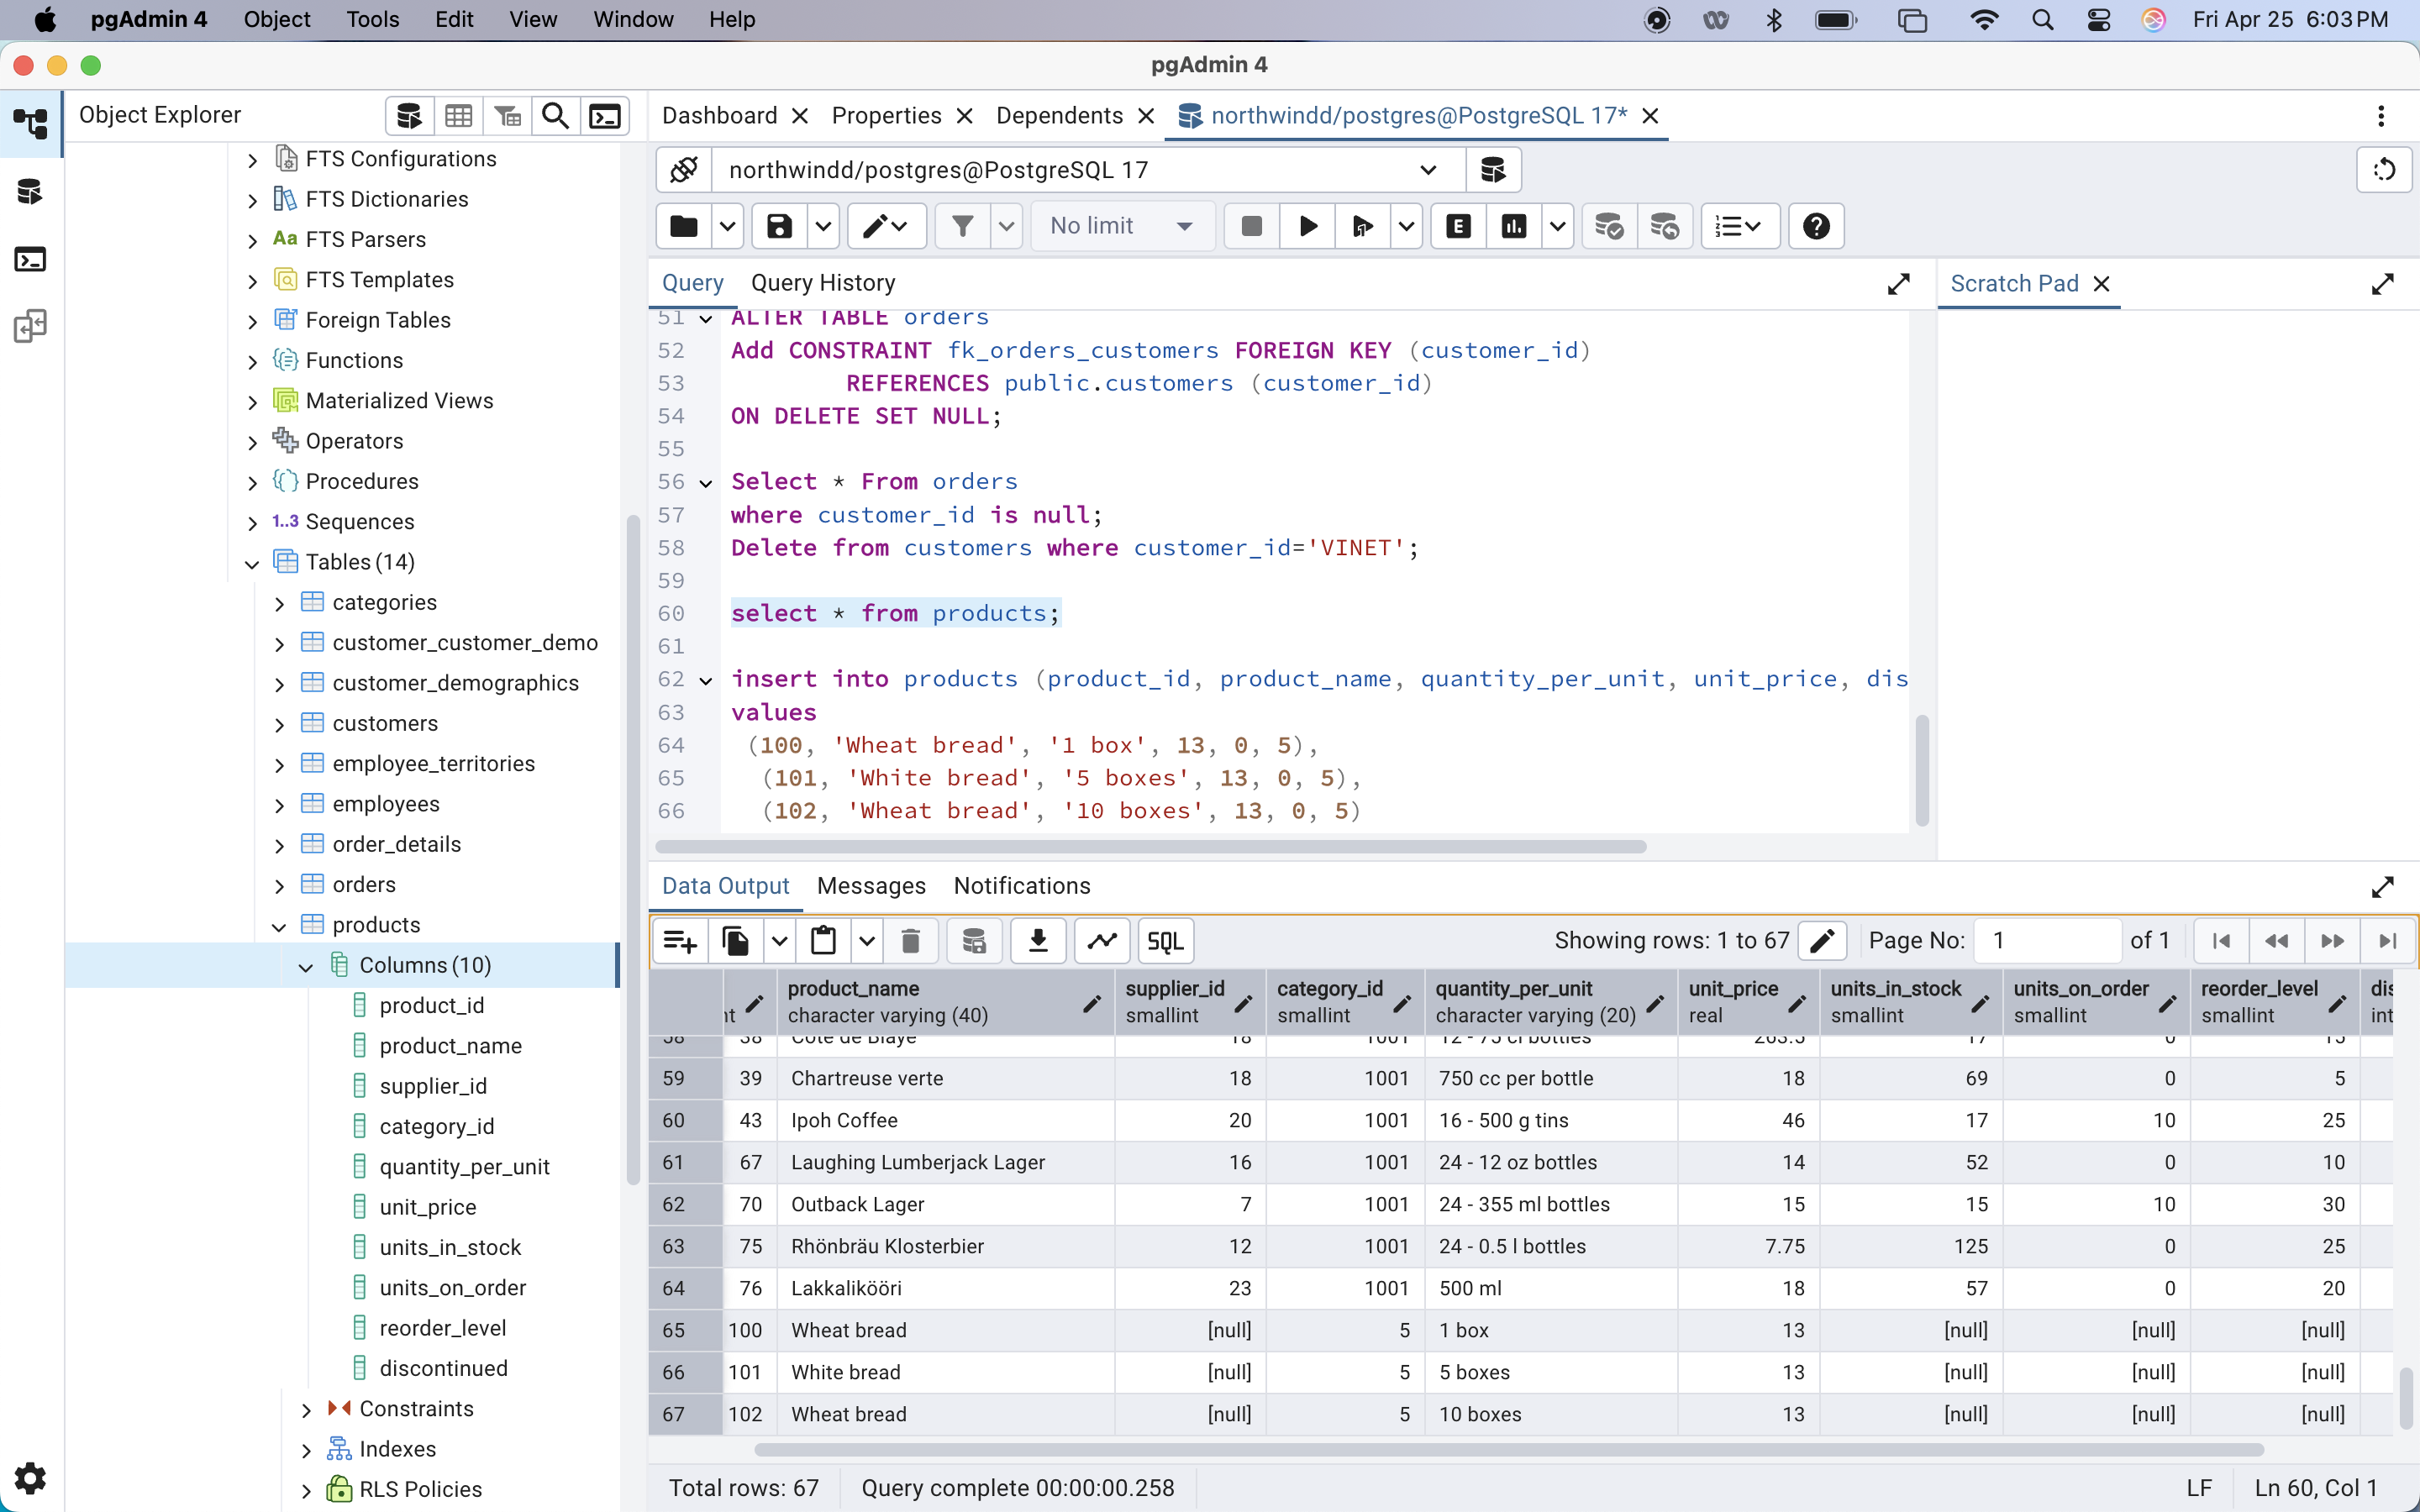 pgAdmin 4 Object Tools Edit View Window Help Fri Apr 25 6:03 PM
pgAdmin 4
Object Explorer
FTS Configurations
FTS Dictionaries
Aa FTS Parsers
FTS Templates
Foreign Tables
Functions
Materialized Views
Operators
Procedures
1..3 Sequences
Tables (14)
categories
customer_customer_demo
customer_demographics
customers
employee_territories
employees
order_details
orders
products
Columns (10)
product_id
product_name
supplier_id
category_id
quantity_per_unit
unit_price
units_in_stock
units_on_order
reorder_level
discontinued
Constraints
Indexes
RLS Policies
Dashboard Properties Dependents northwindd/postgres@PostgreSQL 17*
northwindd/postgres@PostgreSQL 17
No limit E
Query Query History Scratch Pad
51 ALTER TABLE orders
52 Add CONSTRAINT fk_orders_customers FOREIGN KEY (customer_id)
53 REFERENCES public.customers (customer_id)
54 ON DELETE SET NULL;
55
56 Select * From orders
57 where customer_id is null;
58 Delete from customers where customer_id='VINET';
59
60 select * from products;
61
62 insert into products (product_id, product_name, quantity_per_unit, unit_price, dis
63 values
64 (100, 'Wheat bread', '1 box', 13, 0, 5),
65 (101, 'White bread', '5 boxes', 13, 0, 5),
66 (102, 'Wheat bread', '10 boxes', 13, 0, 5)
Data Output Messages Notifications
SQL Showing rows: 1 to 67 Page No: 1 of 1
product_name supplier_id category_id quantity_per_unit unit_price units_in_stock units_on_order reorder_level dis
nt character varying (40) smallint smallint character varying (20) real smallint smallint smallint int
58 38 Côte de Blaye 18 1001 12 - 75 cl bottles 263.5 17 0 15
59 39 Chartreuse verte 18 1001 750 cc per bottle 18 69 0 5
60 43 Ipoh Coffee 20 1001 16 - 500 g tins 46 17 10 25
61 67 Laughing Lumberjack Lager 16 1001 24 - 12 oz bottles 14 52 0 10
62 70 Outback Lager 7 1001 24 - 355 ml bottles 15 15 10 30
63 75 Rhönbräu Klosterbier 12 1001 24 - 0.5 l bottles 7.75 125 0 25
64 76 Lakkalikööri 23 1001 500 ml 18 57 0 20
65 100 Wheat bread [null] 5 1 box 13 [null] [null] [null]
66 101 White bread [null] 5 5 boxes 13 [null] [null] [null]
67 102 Wheat bread [null] 5 10 boxes 13 [null] [null] [null]
Total rows: 67 Query complete 00:00:00.258 LF Ln 60, Col 1